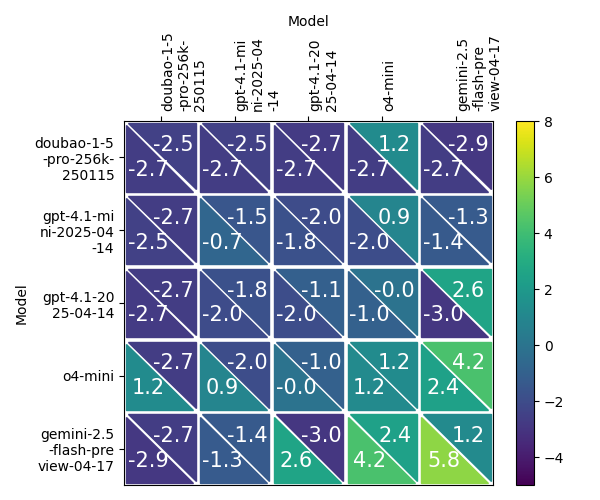 Model
doubao-1-5
-pro-256k-
250115
gpt-4.1-mi
ni-2025-04
-14
gpt-4.1-20
25-04-14
o4-mini
gemini-2.5
-flash-pre
view-04-17
Model
doubao-1-5
-pro-256k-
250115
-2.5 -2.5 -2.7 1.2 -2.9
-2.7 -2.7 -2.7 -2.7 -2.7
gpt-4.1-mi
ni-2025-04
-14
-2.7 -1.5 -2.0 0.9 -1.3
-2.5 -0.7 -1.8 -2.0 -1.4
gpt-4.1-20
25-04-14
-2.7 -1.8 -1.1 -0.0 2.6
-2.7 -2.0 -2.0 -1.0 -3.0
o4-mini
-2.7 -2.0 -1.0 1.2 4.2
1.2 0.9 -0.0 1.2 2.4
gemini-2.5
-flash-pre
view-04-17
-2.7 -1.4 -3.0 2.4 1.2
-2.9 -1.3 2.6 4.2 5.8
8
6
4
2
0
−2
−4